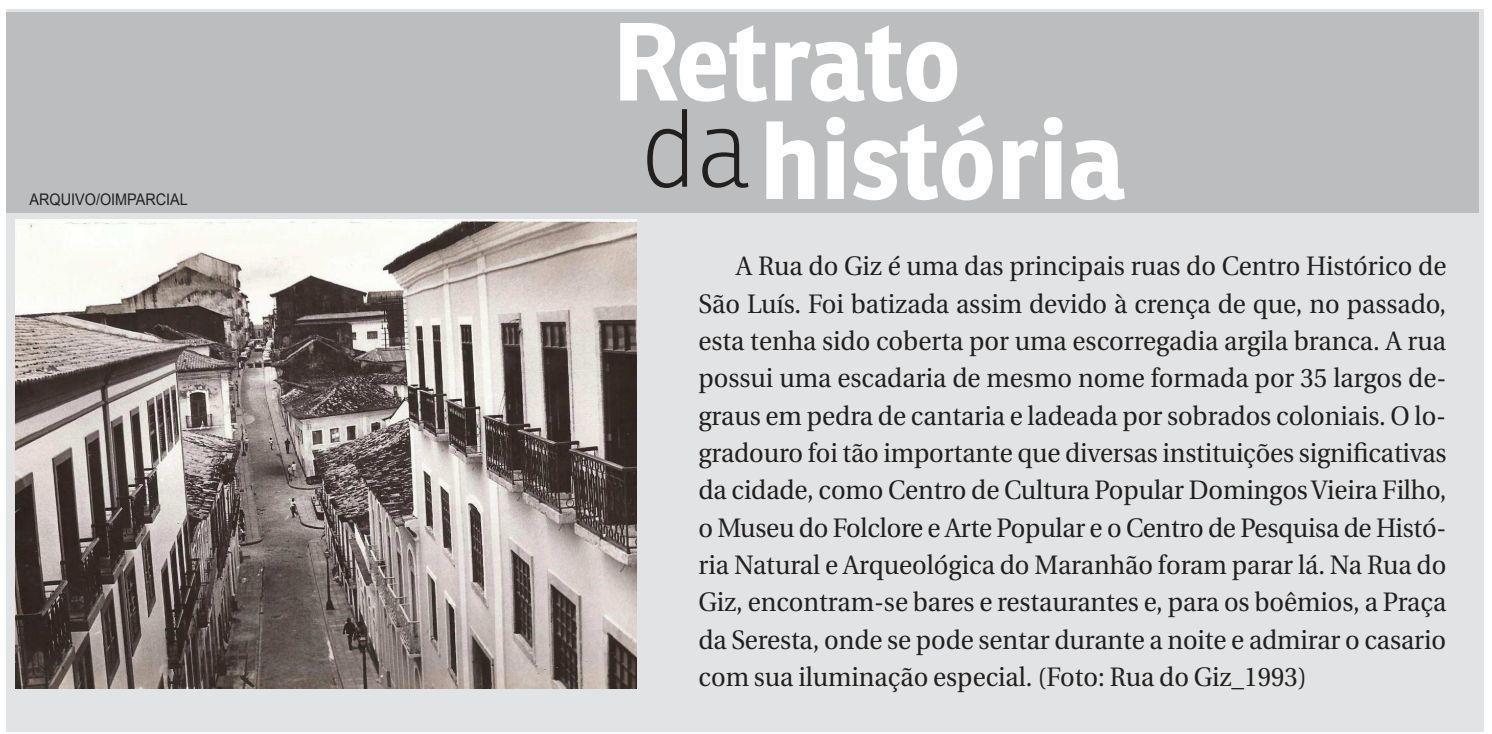 Retrato
da história
ARQUIVO/OIMPARCIAL
A Rua do Giz é uma das principais ruas do Centro Histórico de
São Luís. Foi batizada assim devido à crença de que, no passado,
esta tenha sido coberta por uma escorregadia argila branca. A rua
possui uma escadaria de mesmo nome formada por 35 largos de-
graus em pedra de cantaria e ladeada por sobrados coloniais. O lo-
gradouro foi tão importante que diversas instituições significativas
da cidade, como Centro de Cultura Popular Domingos Vieira Filho,
o Museu do Folclore e Arte Popular e o Centro de Pesquisa de Histó-
ria Natural e Arqueológica do Maranhão foram parar lá. Na Rua do
Giz, encontram-se bares e restaurantes e, para os boêmios, a Praça
da Seresta, onde se pode sentar durante a noite e admirar o casario
com sua iluminação especial. (Foto: Rua do Giz_1993)